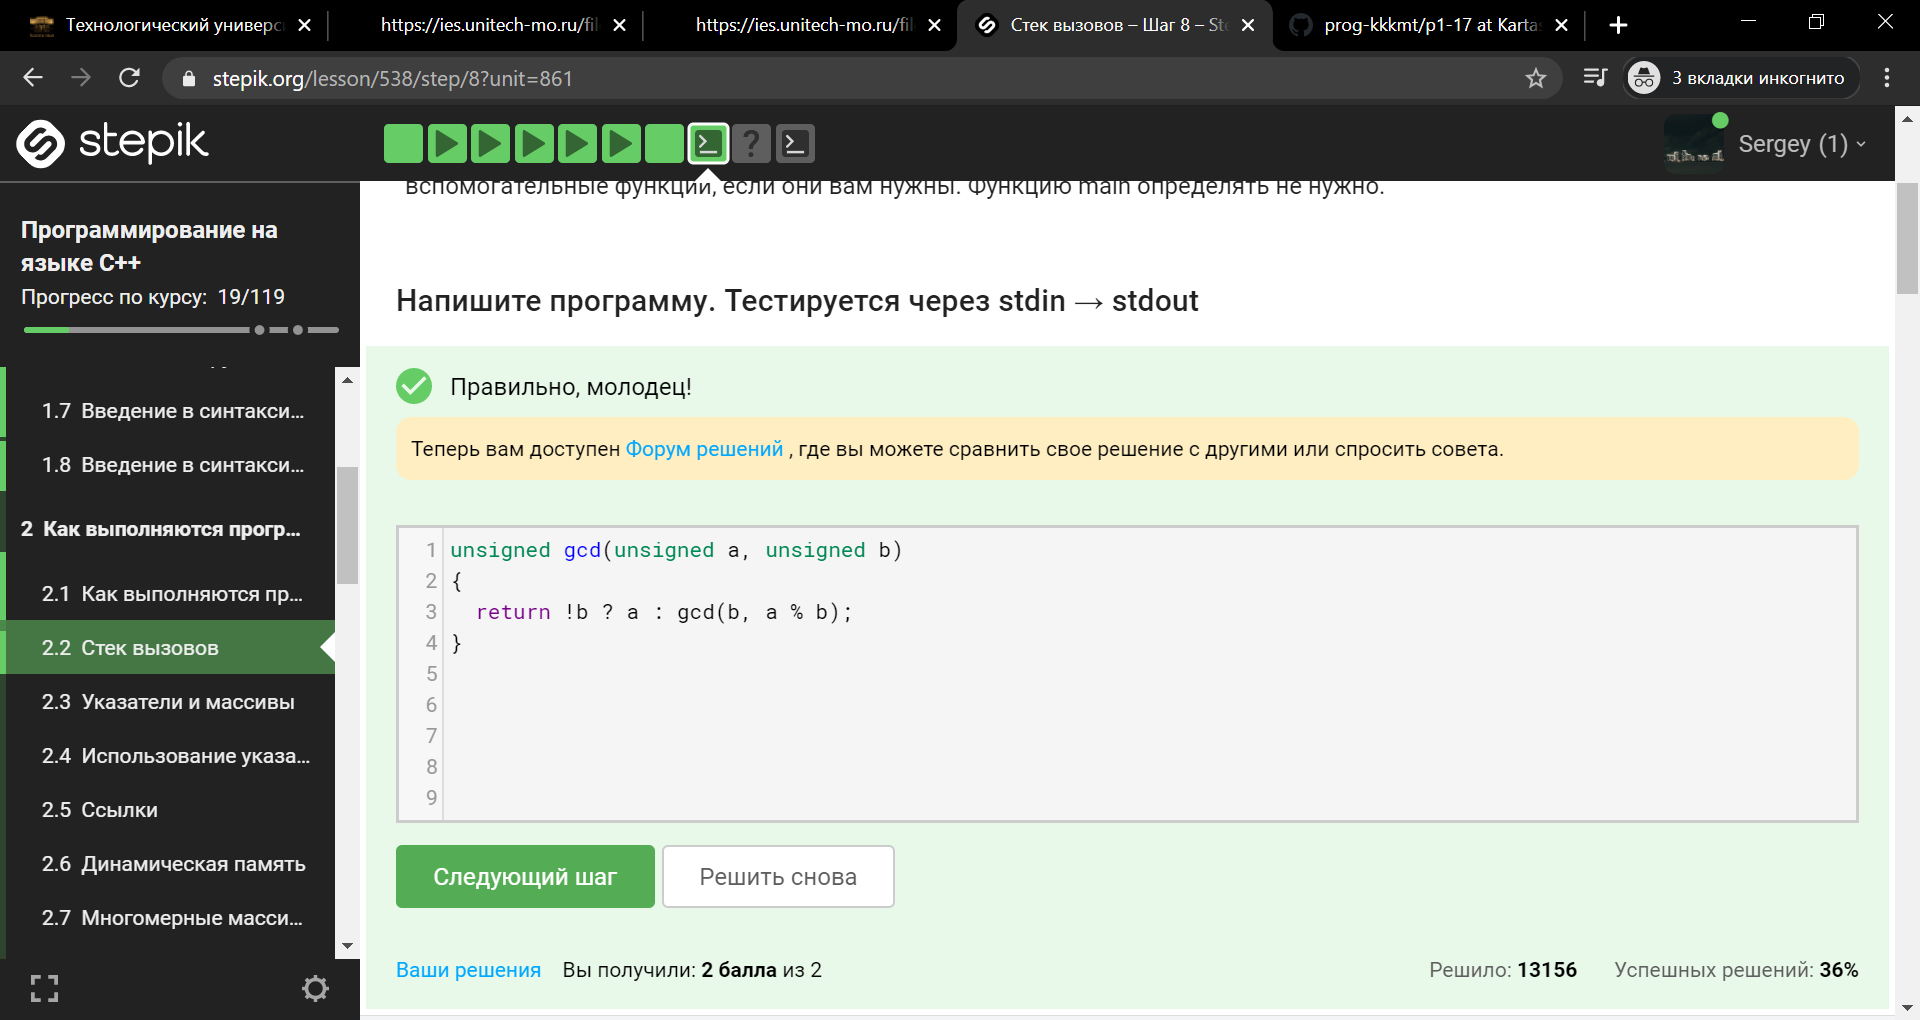 Технологический универс
https://ies.unitech-mo.ru/fil
https://ies.unitech-mo.ru/fil
Стек вызовов – Шаг 8 – Ste
prog-kkkmt/p1-17 at Kartas
stepik.org/lesson/538/step/8?unit=861
3 вкладки инкогнито
stepik
?
Sergey (1)
вспомогательные функции, если они вам нужны. Функцию main определять не нужно.
Программирование на
языке C++
Прогресс по курсу: 19/119
1.7 Введение в синтакси...
1.8 Введение в синтакси...
2 Как выполняются прогр...
2.1 Как выполняются пр...
2.2 Стек вызовов
2.3 Указатели и массивы
2.4 Использование указа...
2.5 Ссылки
2.6 Динамическая память
2.7 Многомерные масси...
Напишите программу. Тестируется через stdin → stdout
Правильно, молодец!
Теперь вам доступен Форум решений , где вы можете сравнить свое решение с другими или спросить совета.
1 unsigned gcd(unsigned a, unsigned b)
2 {
3 return !b ? a : gcd(b, a % b);
4 }
5
6
7
8
9
Следующий шаг
Решить снова
Ваши решения Вы получили: 2 балла из 2
Решило: 13156 Успешных решений: 36%